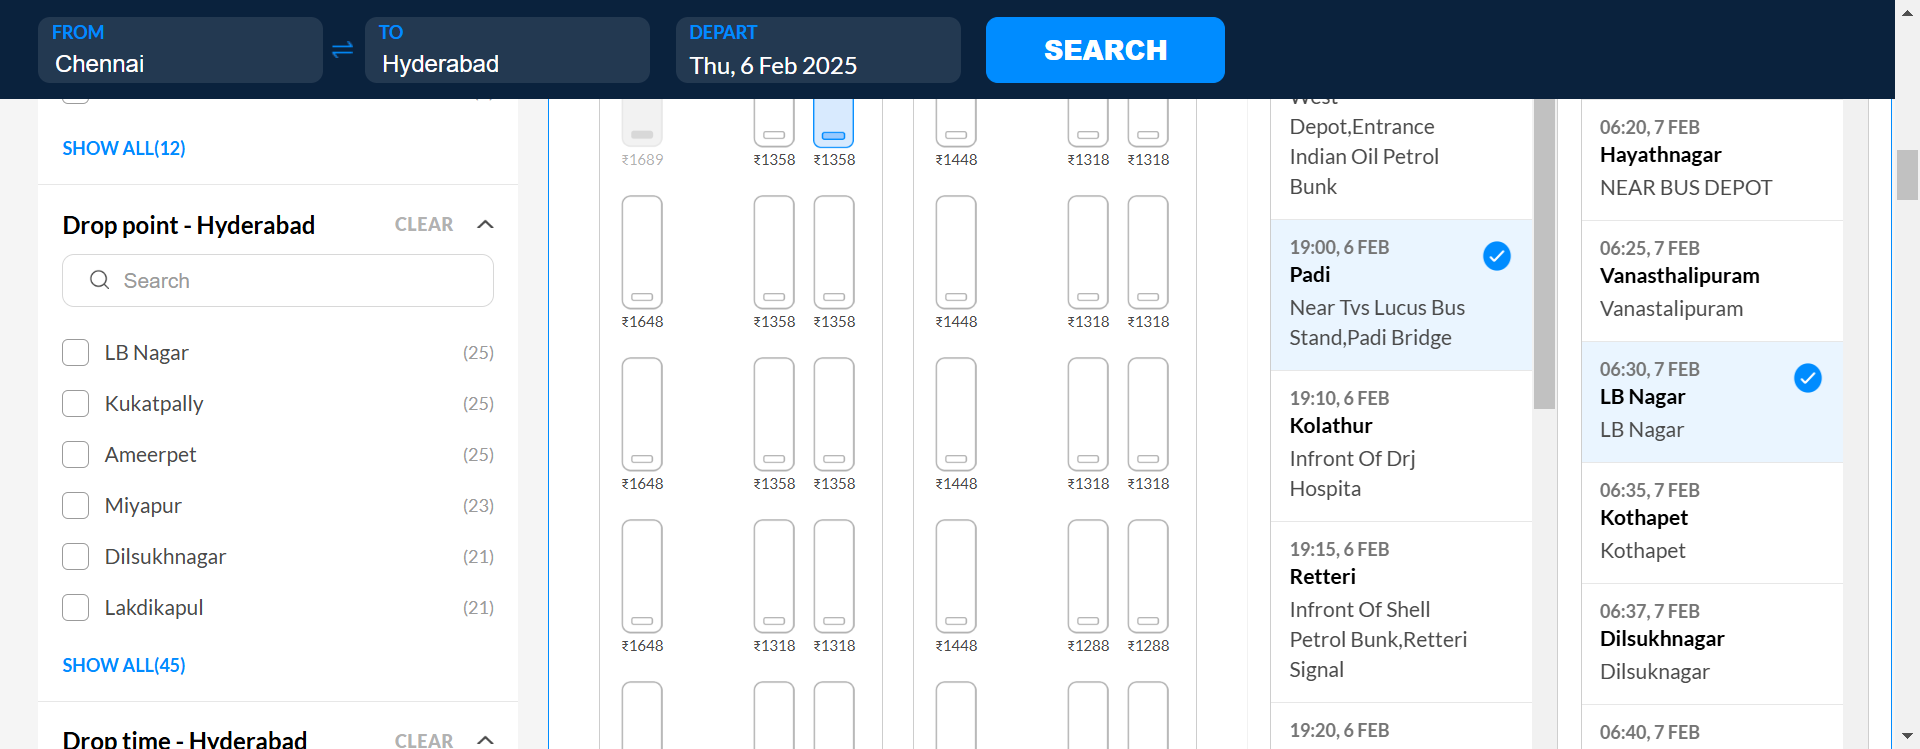 FROM
Chennai
TO
Hyderabad
DEPART
Thu, 6 Feb 2025
SEARCH
SHOW ALL(12)
Drop point - Hyderabad
CLEAR
Search
LB Nagar (25)
Kukatpally (25)
Ameerpet (25)
Miyapur (23)
Dilsukhnagar (21)
Lakdikapul (21)
SHOW ALL(45)
Drop time - Hyderabad
CLEAR
₹1689 ₹1358 ₹1358 ₹1448 ₹1318 ₹1318
₹1648 ₹1358 ₹1358 ₹1448 ₹1318 ₹1318
₹1648 ₹1358 ₹1358 ₹1448 ₹1318 ₹1318
₹1648 ₹1318 ₹1318 ₹1448 ₹1288 ₹1288
West
Depot,Entrance
Indian Oil Petrol
Bunk
19:00, 6 FEB
Padi
Near Tvs Lucus Bus
Stand,Padi Bridge
19:10, 6 FEB
Kolathur
Infront Of Drj
Hospita
19:15, 6 FEB
Retteri
Infront Of Shell
Petrol Bunk,Retteri
Signal
19:20, 6 FEB
06:20, 7 FEB
Hayathnagar
NEAR BUS DEPOT
06:25, 7 FEB
Vanasthalipuram
Vanastalipuram
06:30, 7 FEB
LB Nagar
LB Nagar
06:35, 7 FEB
Kothapet
Kothapet
06:37, 7 FEB
Dilsukhnagar
Dilsuknagar
06:40, 7 FEB